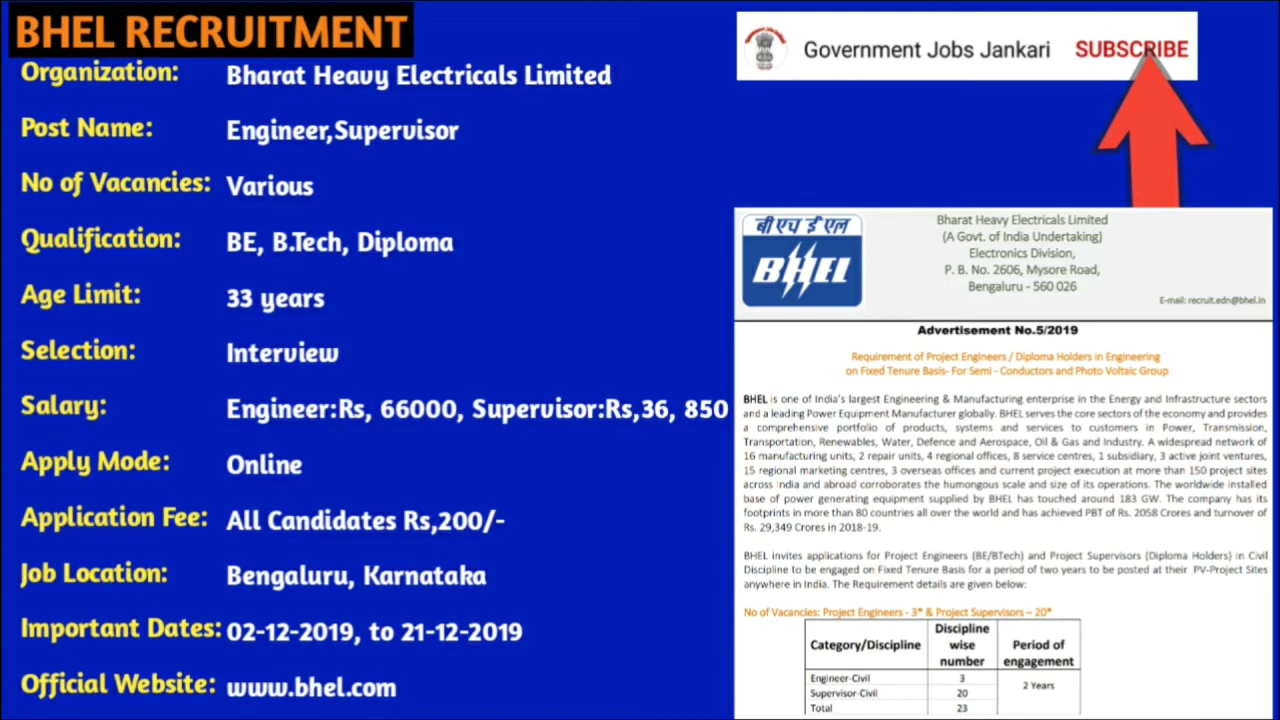 BHEL RECRUITMENT
Organization: Bharat Heavy Electricals Limited
Post Name: Engineer,Supervisor
No of Vacancies: Various
Qualification: BE, B.Tech, Diploma
Age Limit: 33 years
Selection: Interview
Salary: Engineer:Rs, 66000, Supervisor:Rs,36, 850
Apply Mode: Online
Application Fee: All Candidates Rs,200/-
Job Location: Bengaluru, Karnataka
Important Dates: 02-12-2019, to 21-12-2019
Official Website: www.bhel.com
Government Jobs Jankari SUBSCRIBE
बी एच ई एल
BHEL
Bharat Heavy Electricals Limited
(A Govt. of India Undertaking)
Electronics Division,
P. B. No. 2606, Mysore Road,
Bengaluru - 560 026
E-mail: recruit.edn@bhel.in
Advertisement No.5/2019
Requirement of Project Engineers / Diploma Holders in Engineering
on Fixed Tenure Basis- For Semi - Conductors and Photo Voltaic Group
BHEL is one of India's largest Engineering & Manufacturing enterprise in the Energy and Infrastructure sectors
and a leading Power Equipment Manufacturer globally. BHEL serves the core sectors of the economy and provides
a comprehensive portfolio of products, systems and services to customers in Power, Transmission,
Transportation, Renewables, Water, Defence and Aerospace, Oil & Gas and Industry. A widespread network of
16 manufacturing units, 2 repair units, 4 regional offices, 8 service centres, 1 subsidiary, 3 active joint ventures,
15 regional marketing centres, 3 overseas offices and current project execution at more than 150 project sites
across India and abroad corroborates the humongous scale and size of its operations. The worldwide installed
base of power generating equipment supplied by BHEL has touched around 183 GW. The company has its
footprints in more than 80 countries all over the world and has achieved PBT of Rs. 2058 Crores and turnover of
Rs. 29,349 Crores in 2018-19.
BHEL invites applications for Project Engineers (BE/BTech) and Project Supervisors (Diploma Holders) in Civil
Discipline to be engaged on Fixed Tenure Basis for a period of two years to be posted at their PV-Project Sites
anywhere in India. The Requirement details are given below:
No of Vacancies: Project Engineers - 3* & Project Supervisors – 20*
Category/Discipline Discipline wise number Period of engagement
Engineer-Civil 3 2 Years
Supervisor-Civil 20
Total 23